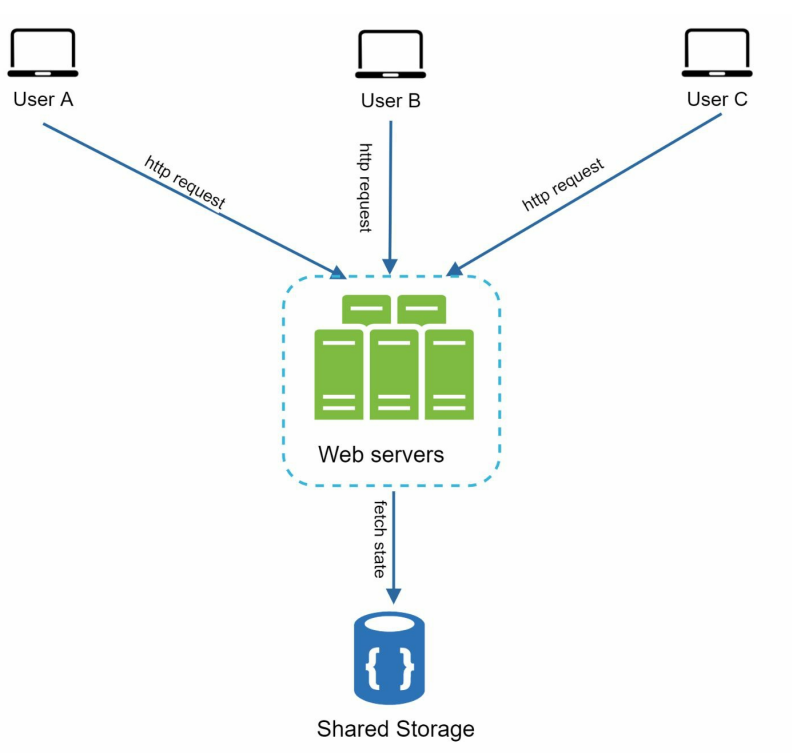 User A
User B
User C
http request
http request
http request
Web servers
fetch state
{ }
Shared Storage